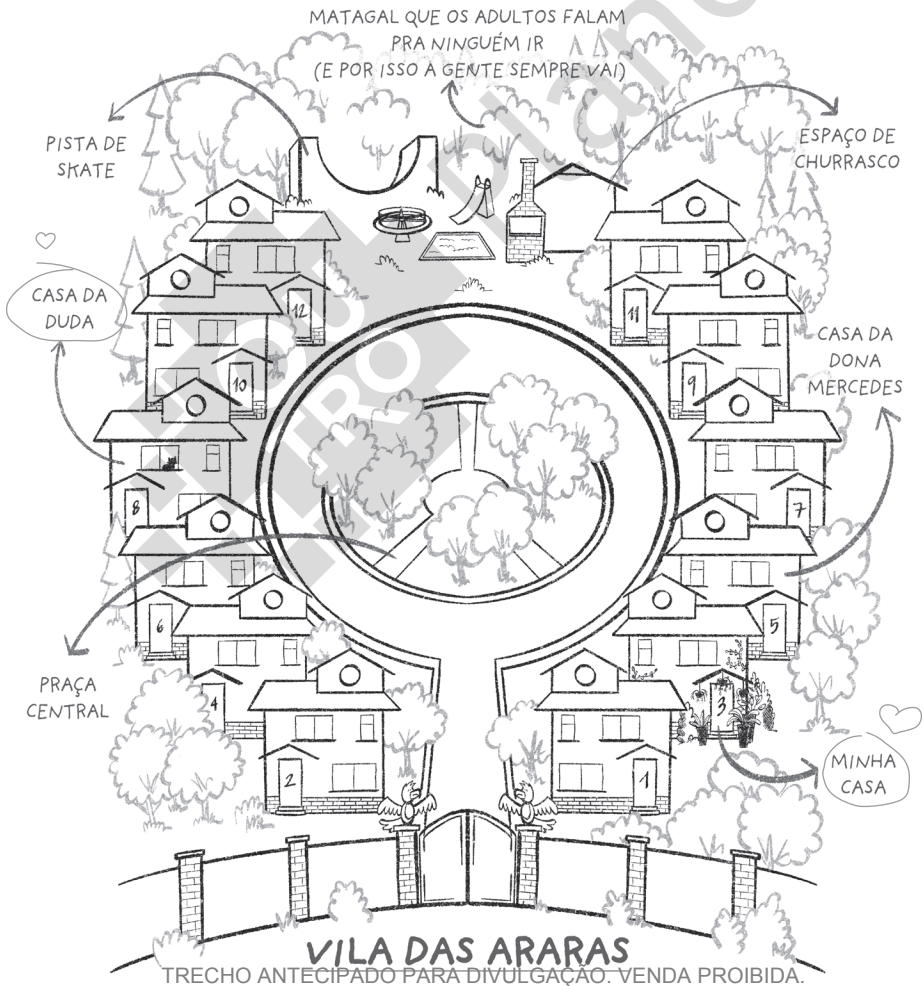 MATAGAL QUE OS ADULTOS FALAM
PRA NINGUÉM IR
(E POR ISSO A GENTE SEMPRE VAI)
PISTA DE
SKATE
ESPAÇO DE
CHURRASCO
CASA DA
DUDA
12
11
CASA DA
DONA
MERCEDES
10
9
8
7
6
5
4
3
PRAÇA
CENTRAL
MINHA
CASA
2
1
VILA DAS ARARAS
TRECHO ANTECIPADO PARA DIVULGAÇÃO. VENDA PROIBIDA.